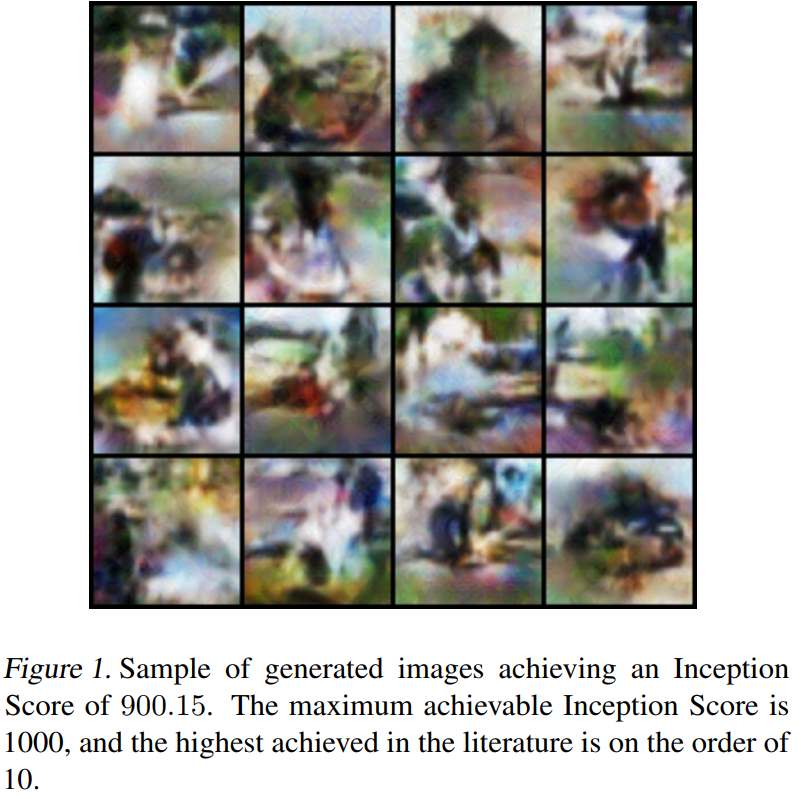 Figure 1. Sample of generated images achieving an Inception
Score of 900.15. The maximum achievable Inception Score is
1000, and the highest achieved in the literature is on the order of
10.